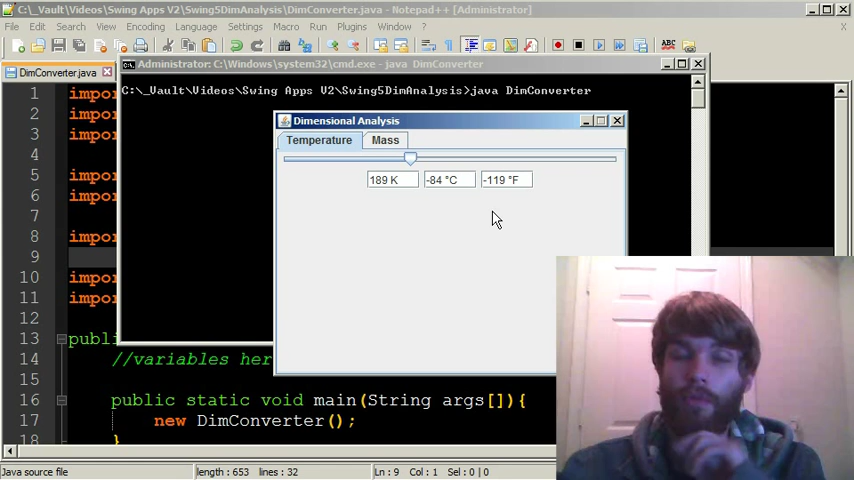 C:\_Vault\Videos\Swing Apps V2\Swing5DimAnalysis\DimConverter.java - Notepad++ [Administrator]
File Edit Search View Encoding Language Settings Macro Run Plugins Window ? X
ABC
DimConverter.java
Administrator: C:\Windows\system32\cmd.exe - java DimConverter
C:\_Vault\Videos\Swing Apps V2\Swing5DimAnalysis>java DimConverter
Dimensional Analysis
Temperature Mass
189 K -84 °C -119 °F
1 impor
2 impor
3 impor
4
5 impor
6 impor
7
8 impor
9
10 impor
11 impor
12
13 publi
14 //variables her
15
16 public static void main(String args[]){
17 new DimConverter();
18 }
Java source file length : 653 lines : 32 Ln : 9 Col : 1 Sel : 0 | 0